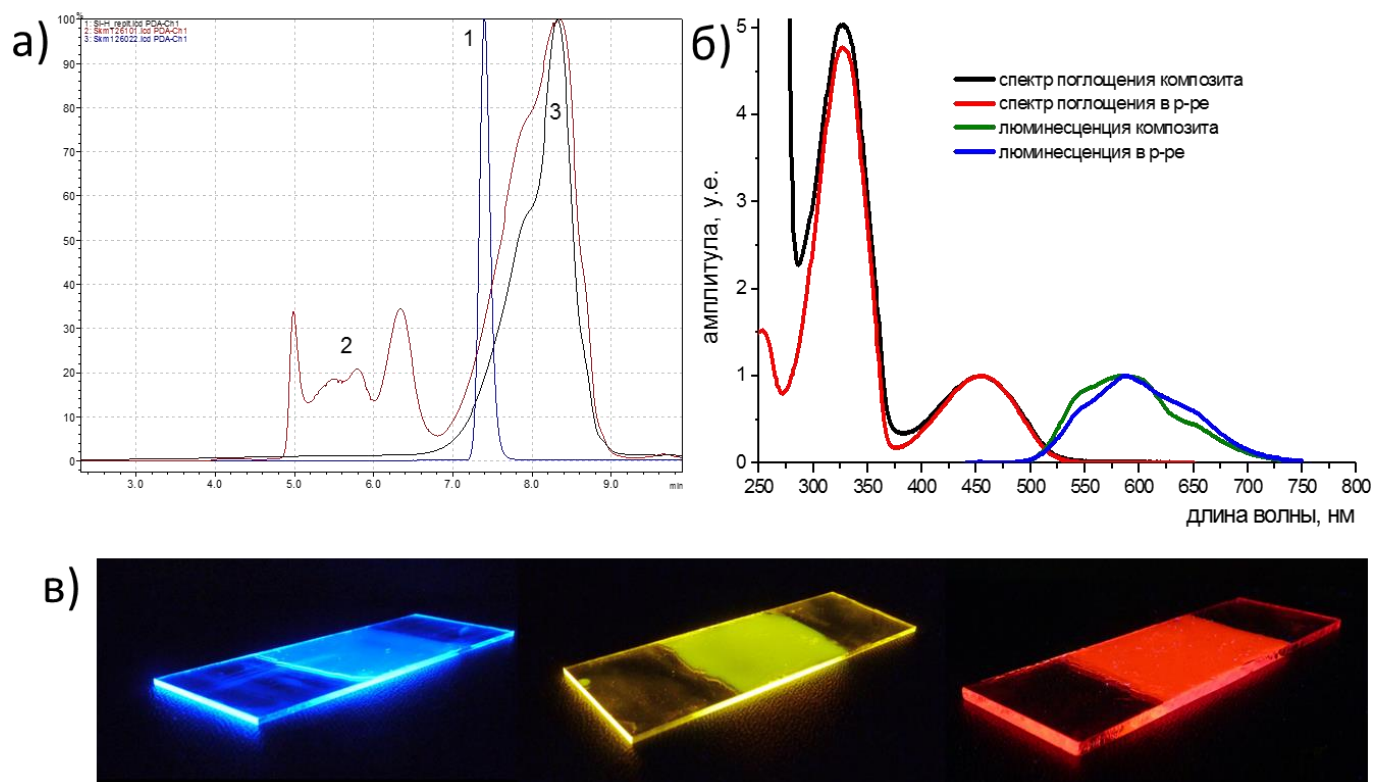 а)
%
1: Si-H_replt.lcd PDA-Ch1
2: SkmT26101.lcd PDA-Ch1
3: Skm126022.lcd PDA-Ch1
100
90
80
70
60
50
40
30
20
10
0
1
2
3
3.0 4.0 5.0 6.0 7.0 8.0 9.0 min
б)
амплитула, у.е.
5
4
3
2
1
0
спектр поглощения композита
спектр поглощения в р-ре
люминесценция композита
люминесценция в р-ре
250 300 350 400 450 500 550 600 650 700 750 800
длина волны, нм
в)